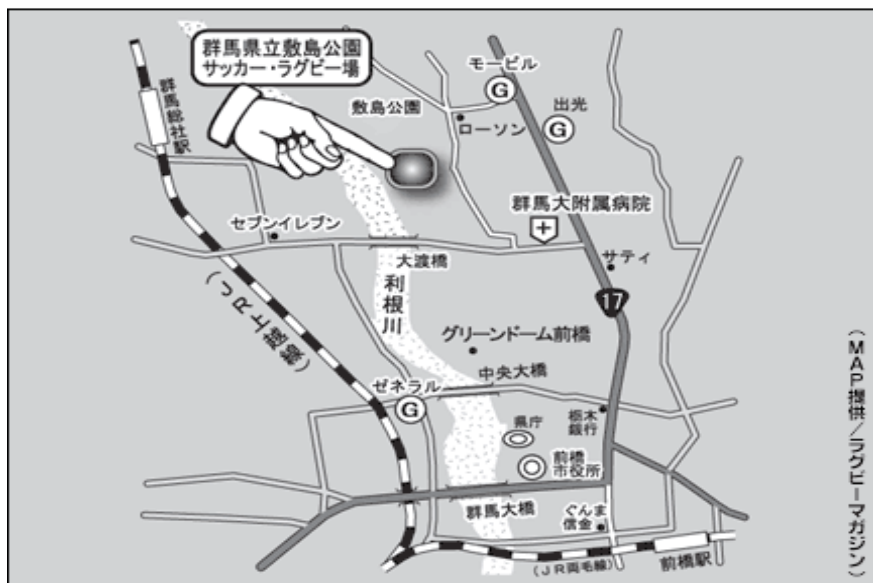 群馬県立敷島公園
サッカー・ラグビー場
モービル
G
出光
G
敷島公園
ローソン
群馬総社駅
群馬大附属病院
セブンイレブン
大渡橋
サティ
利根川
17
(JR上越線)
グリーンドーム前橋
中央大橋
ゼネラル
G
栃木
銀行
県庁
前橋
市役所
群馬大橋
ぐんま
信金
(JR両毛線)
前橋駅
(MAP提供/ラグビーマガジン)